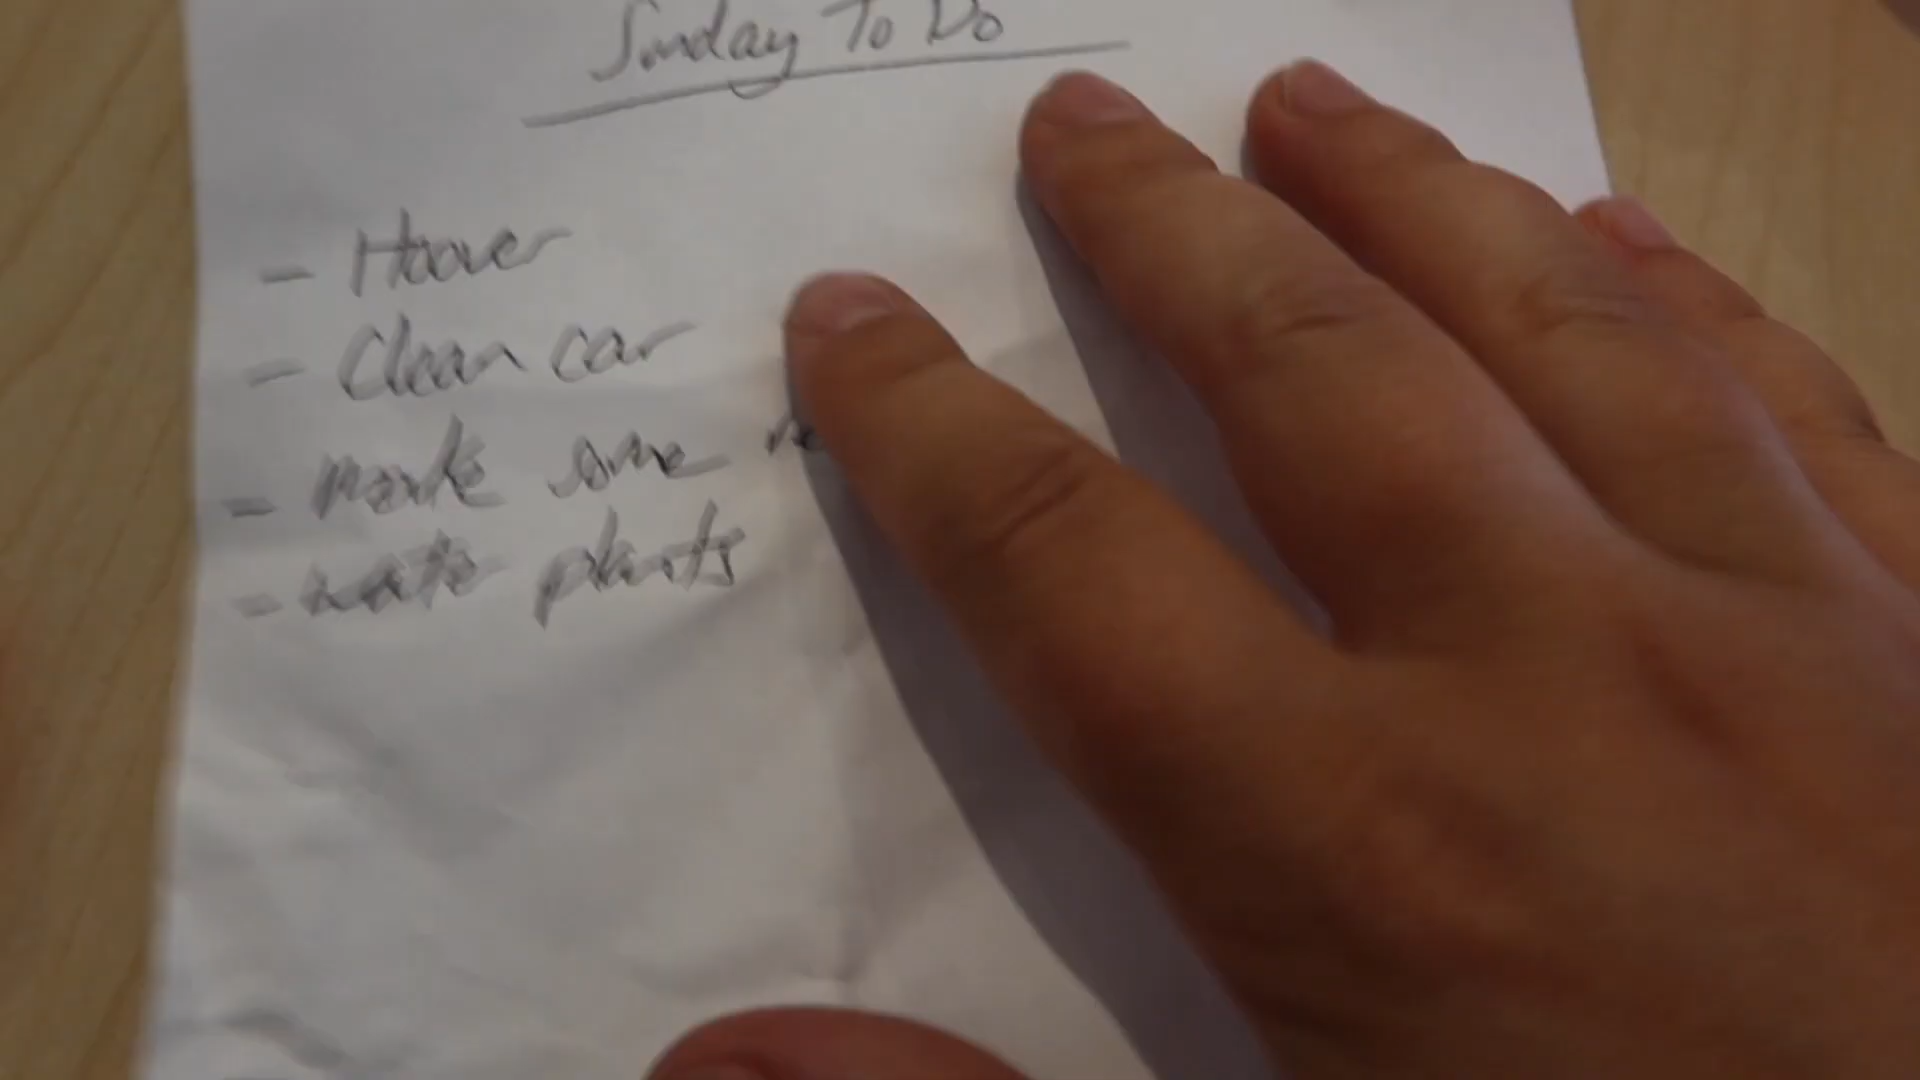 Sunday To Do
- Hoover
- Clean car
- make some
- water plants